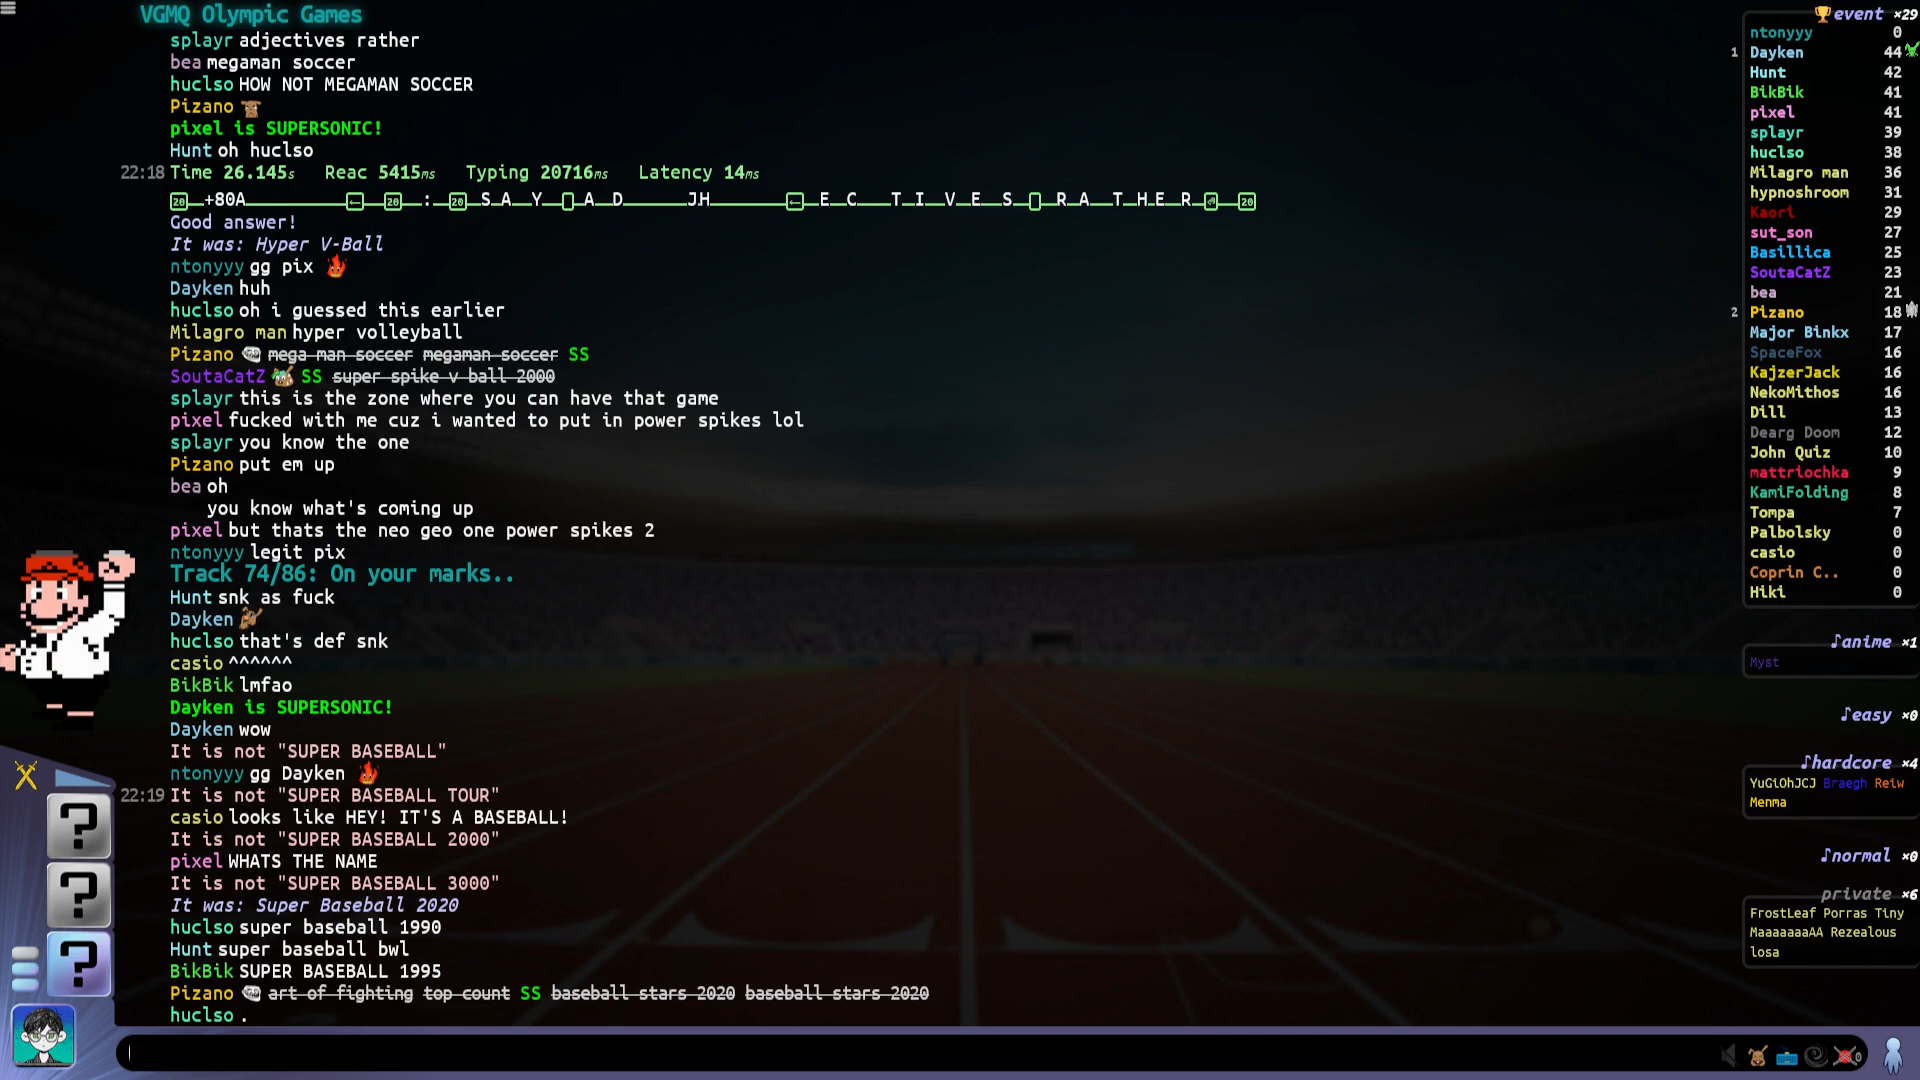 VGMQ Olympic Games
splayr adjectives rather
bea megaman soccer
huclso HOW NOT MEGAMAN SOCCER
Pizano
pixel is SUPERSONIC!
Hunt oh huclso
22:18 Time 26.145s Reac 5415ms Typing 20716ms Latency 14ms
20 +80A ← 20 : 20 S A Y A D JH ← E C T I V E S R A T H E R 20
Good answer!
It was: Hyper V-Ball
ntonyyy gg pix
Dayken huh
huclso oh i guessed this earlier
Milagro man hyper volleyball
Pizano mega man soccer megaman soccer SS
SoutaCatZ SS super spike v ball 2000
splayr this is the zone where you can have that game
pixel fucked with me cuz i wanted to put in power spikes lol
splayr you know the one
Pizano put em up
bea oh
you know what's coming up
pixel but thats the neo geo one power spikes 2
ntonyyy legit pix
Track 74/86: On your marks..
Hunt snk as fuck
Dayken
huclso that's def snk
casio ^^^^^^
BikBik lmfao
Dayken is SUPERSONIC!
Dayken wow
It is not "SUPER BASEBALL"
ntonyyy gg Dayken
22:19 It is not "SUPER BASEBALL TOUR"
casio looks like HEY! IT'S A BASEBALL!
It is not "SUPER BASEBALL 2000"
pixel WHATS THE NAME
It is not "SUPER BASEBALL 3000"
It was: Super Baseball 2020
huclso super baseball 1990
Hunt super baseball bwl
BikBik SUPER BASEBALL 1995
Pizano art of fighting top count SS baseball stars 2020 baseball stars 2020
huclso .
?
?
?
event ×29
ntonyyy 0
1 Dayken 44
Hunt 42
BikBik 41
pixel 41
splayr 39
huclso 38
Milagro man 36
hypnoshroom 31
Kaori 29
sut_son 27
Basillica 25
SoutaCatZ 23
bea 21
2 Pizano 18
Major Binkx 17
SpaceFox 16
KajzerJack 16
NekoMithos 16
Dill 13
Dearg Doom 12
John Quiz 10
mattriochka 9
KamiFolding 8
Tompa 7
Palbolsky 0
casio 0
Coprin C.. 0
Hiki 0
♪anime ×1
Myst
♪easy ×0
♪hardcore ×4
YuGiOhJCJ Braegh Reiw
Menma
♪normal ×0
private ×6
FrostLeaf Porras Tiny
MaaaaaaaAA Rezealous
losa
0